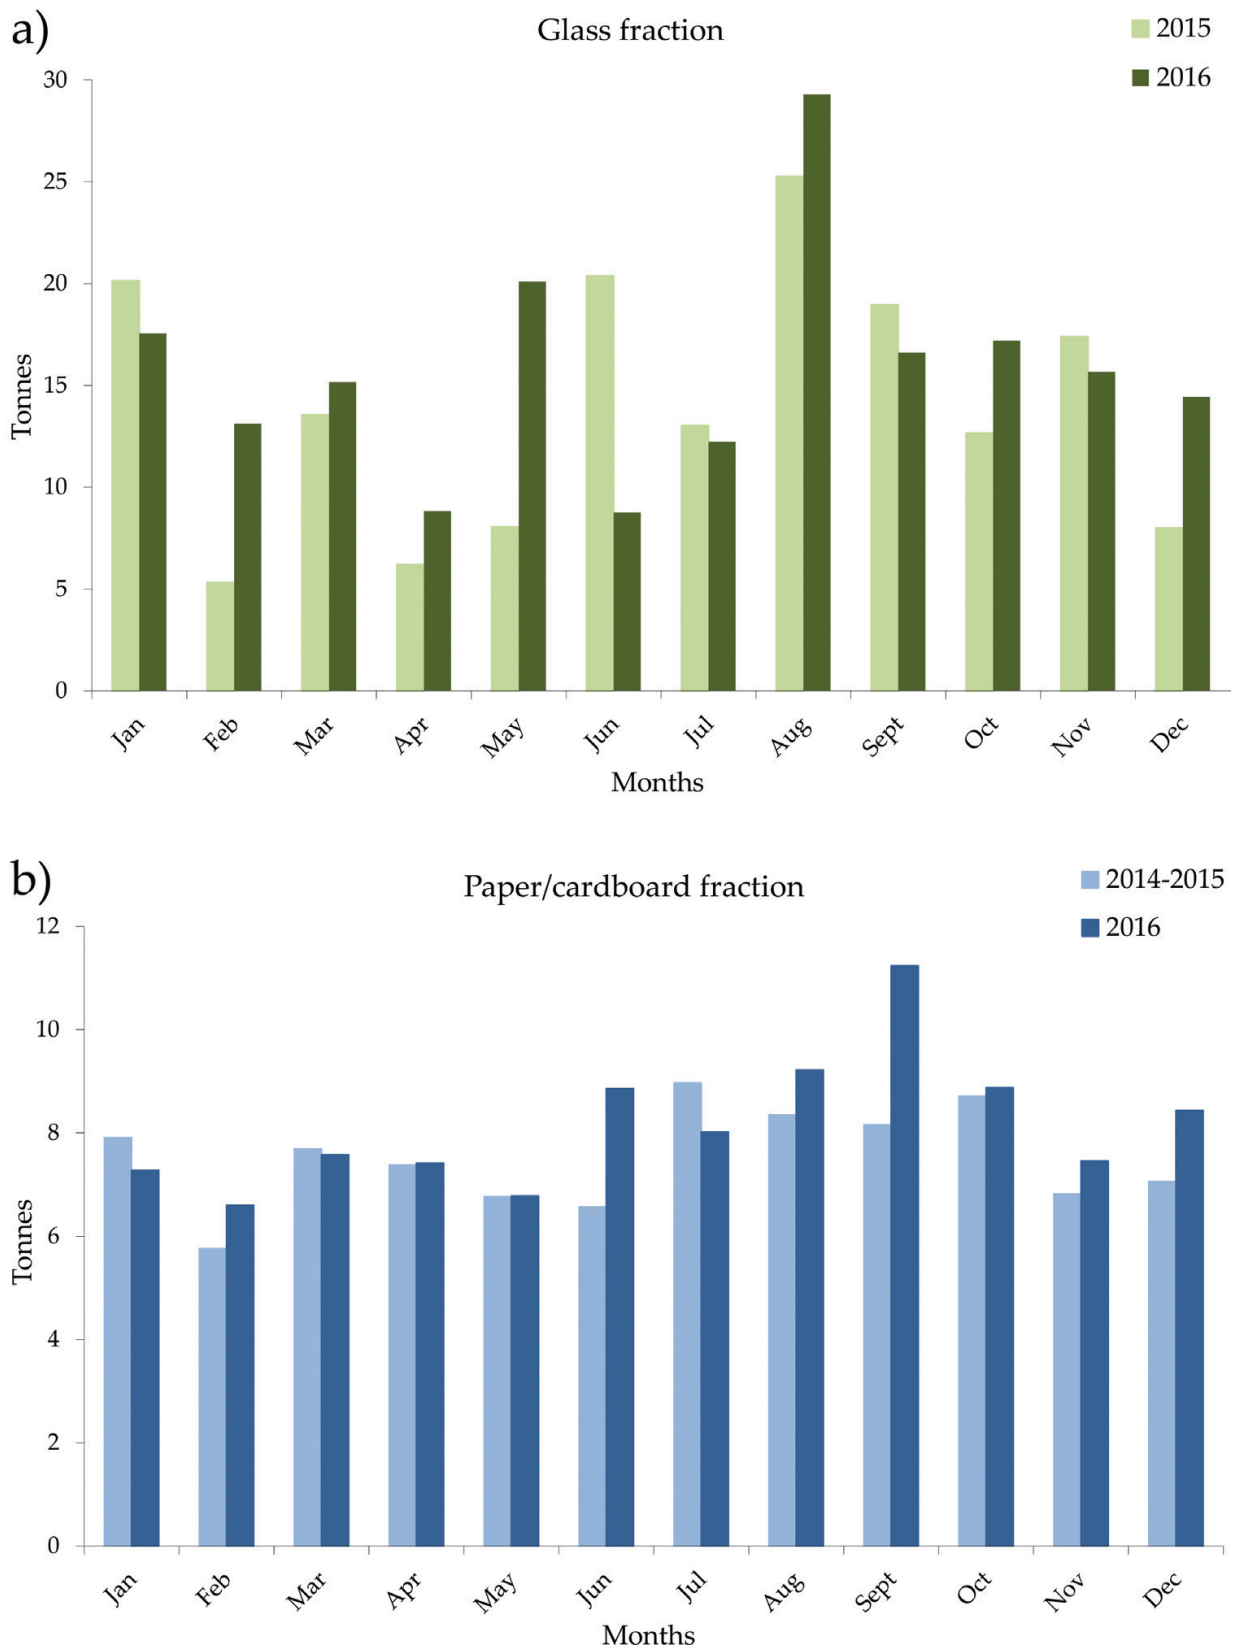 a)
Glass fraction
2015
2016
30
25
20
15
10
5
0
Tonnes
Jan Feb Mar Apr May Jun Jul Aug Sept Oct Nov Dec
Months
b)
Paper/cardboard fraction
2014-2015
2016
12
10
8
6
4
2
0
Tonnes
Jan Feb Mar Apr May Jun Jul Aug Sept Oct Nov Dec
Months